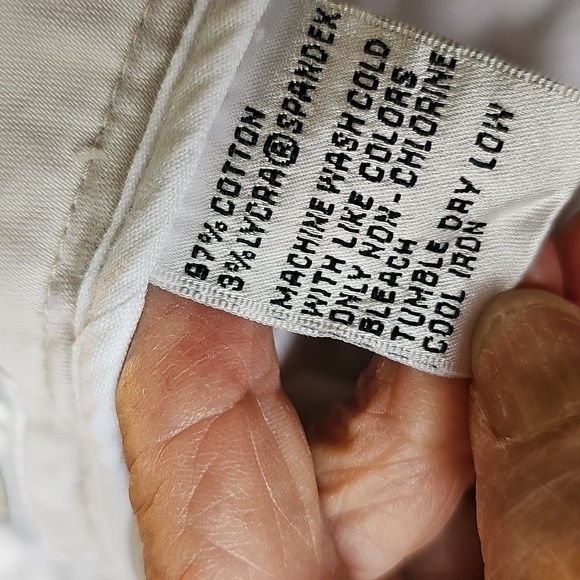 97% COTTON
3% LYCRA® SPANDEX
MACHINE WASH COLD
WITH LIKE COLORS
ONLY NON-CHLORINE
BLEACH
TUMBLE DAY LOW
COOL IRON